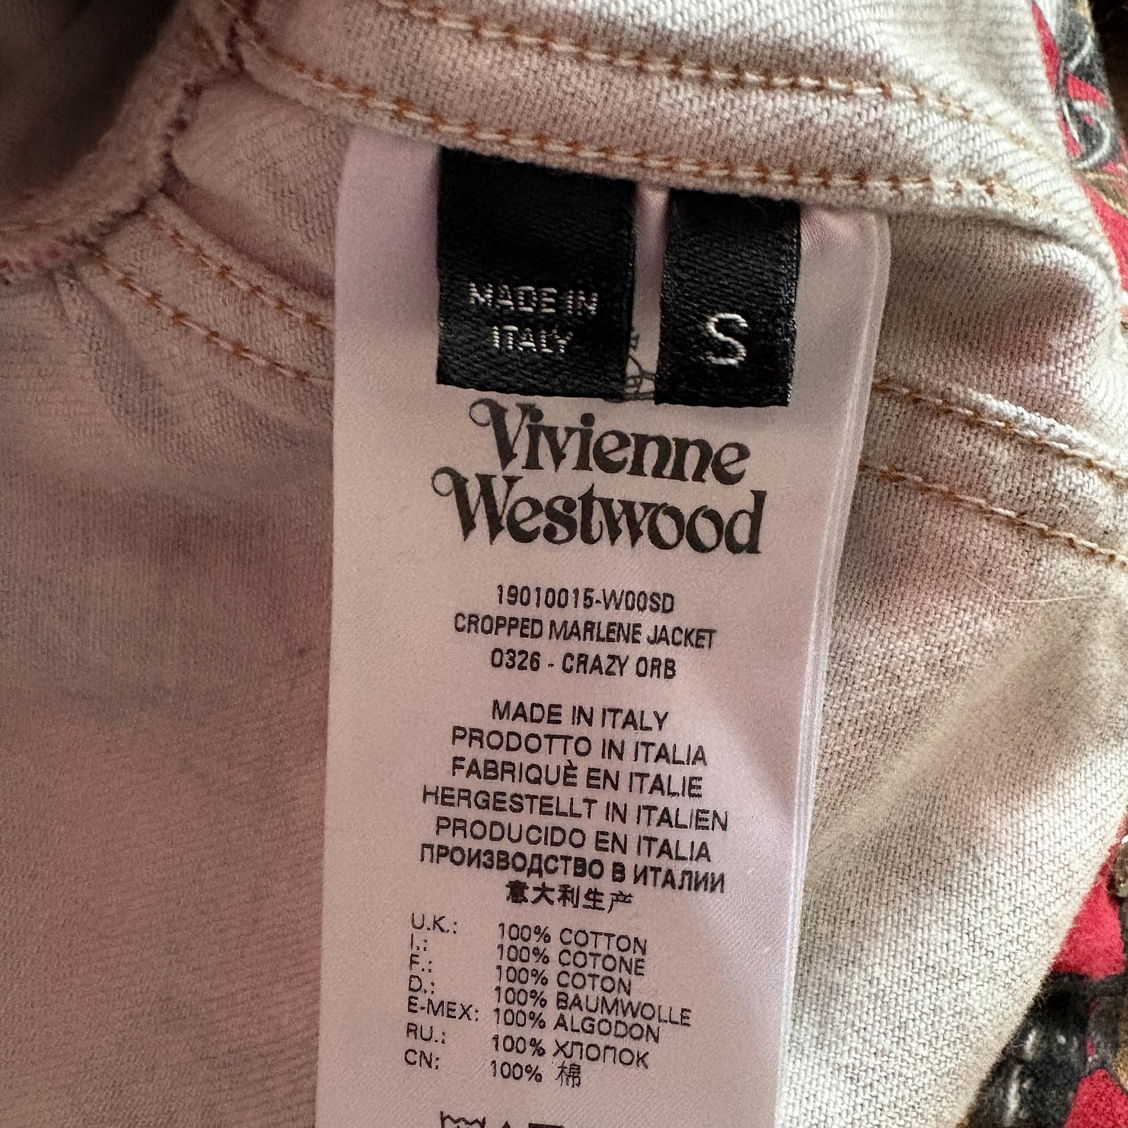 MADE IN
ITALY
S
Vivienne
Westwood
19010015-W00SD
CROPPED MARLENE JACKET
0326 - CRAZY ORB
MADE IN ITALY
PRODOTTO IN ITALIA
FABRIQUÈ EN ITALIE
HERGESTELLT IN ITALIEN
PRODUCIDO EN ITALIA
ПРОИЗВОДСТВО В ИТАЛИИ
意大利生产
U.K.: 100% COTTON
I.: 100% COTONE
F.: 100% COTON
D.: 100% BAUMWOLLE
E-MEX: 100% ALGODON
RU.: 100% ХЛОПОК
CN: 100% 棉